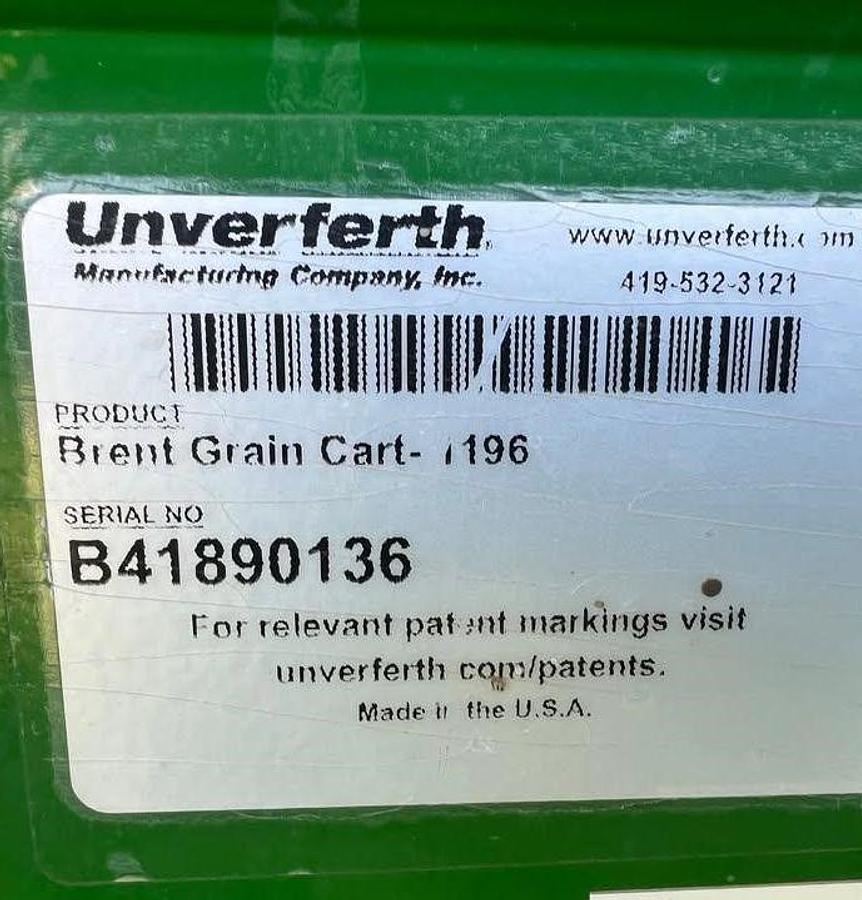 Unverferth
Manufacturing Company, Inc.
www.unverferth.com
419-532-3121
PRODUCT
Brent Grain Cart- 1196
SERIAL NO
B41890136
For relevant patent markings visit
unverferth.com/patents.
Made in the U.S.A.